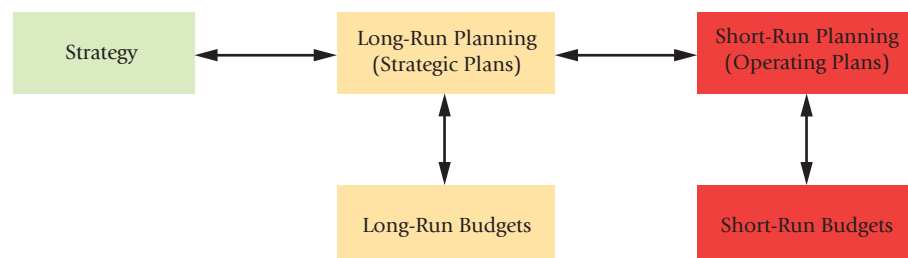 Strategy
Long-Run Planning
(Strategic Plans)
Short-Run Planning
(Operating Plans)
Long-Run Budgets
Short-Run Budgets